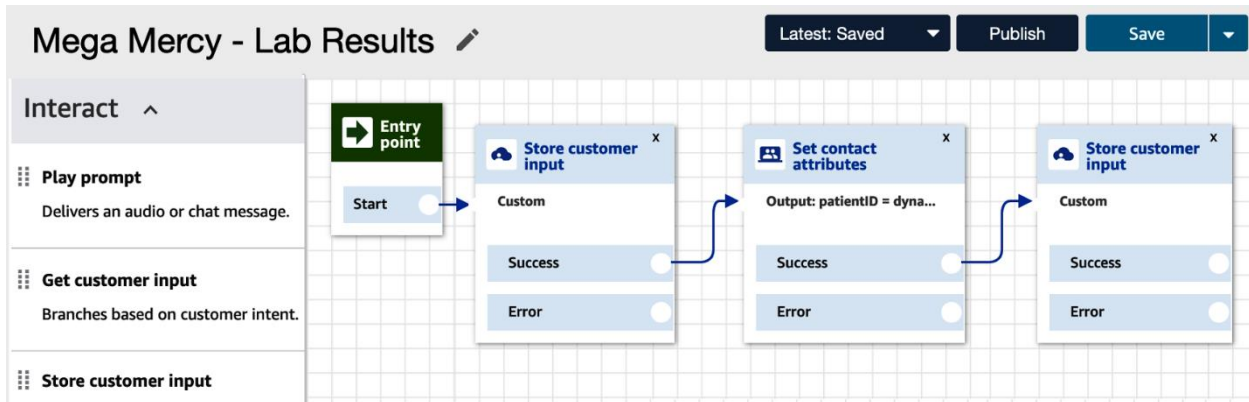 Mega Mercy - Lab Results
Latest: Saved
Publish
Save
Interact
Play prompt
Delivers an audio or chat message.
Get customer input
Branches based on customer intent.
Store customer input
Entry
point
Start
Store customer
input
x
Custom
Success
Error
Set contact
attributes
x
Output: patientID = dyna...
Success
Error
Store customer
input
x
Custom
Success
Error